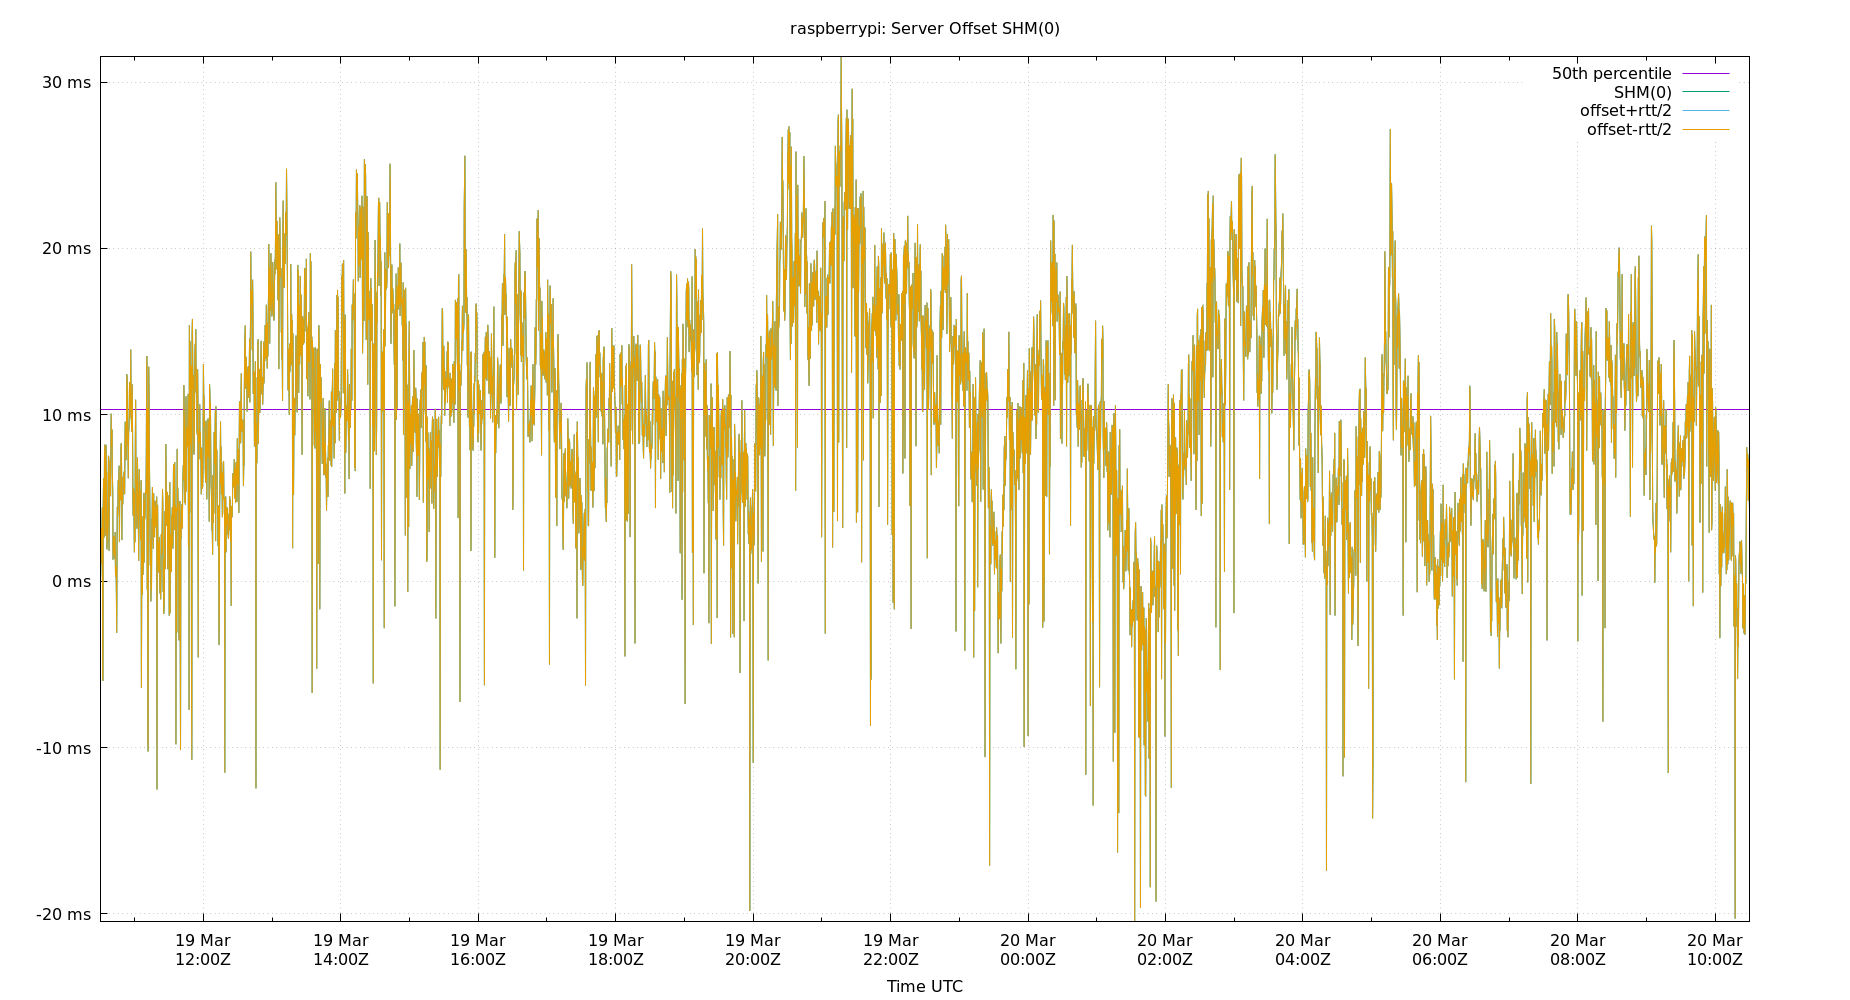 raspberrypi: Server Offset SHM(0)
30 ms
20 ms
10 ms
0 ms
-10 ms
-20 ms
50th percentile
SHM(0)
offset+rtt/2
offset-rtt/2
19 Mar 19 Mar 19 Mar 19 Mar 19 Mar 19 Mar 20 Mar 20 Mar 20 Mar 20 Mar 20 Mar 20 Mar
12:00Z 14:00Z 16:00Z 18:00Z 20:00Z 22:00Z 00:00Z 02:00Z 04:00Z 06:00Z 08:00Z 10:00Z
Time UTC